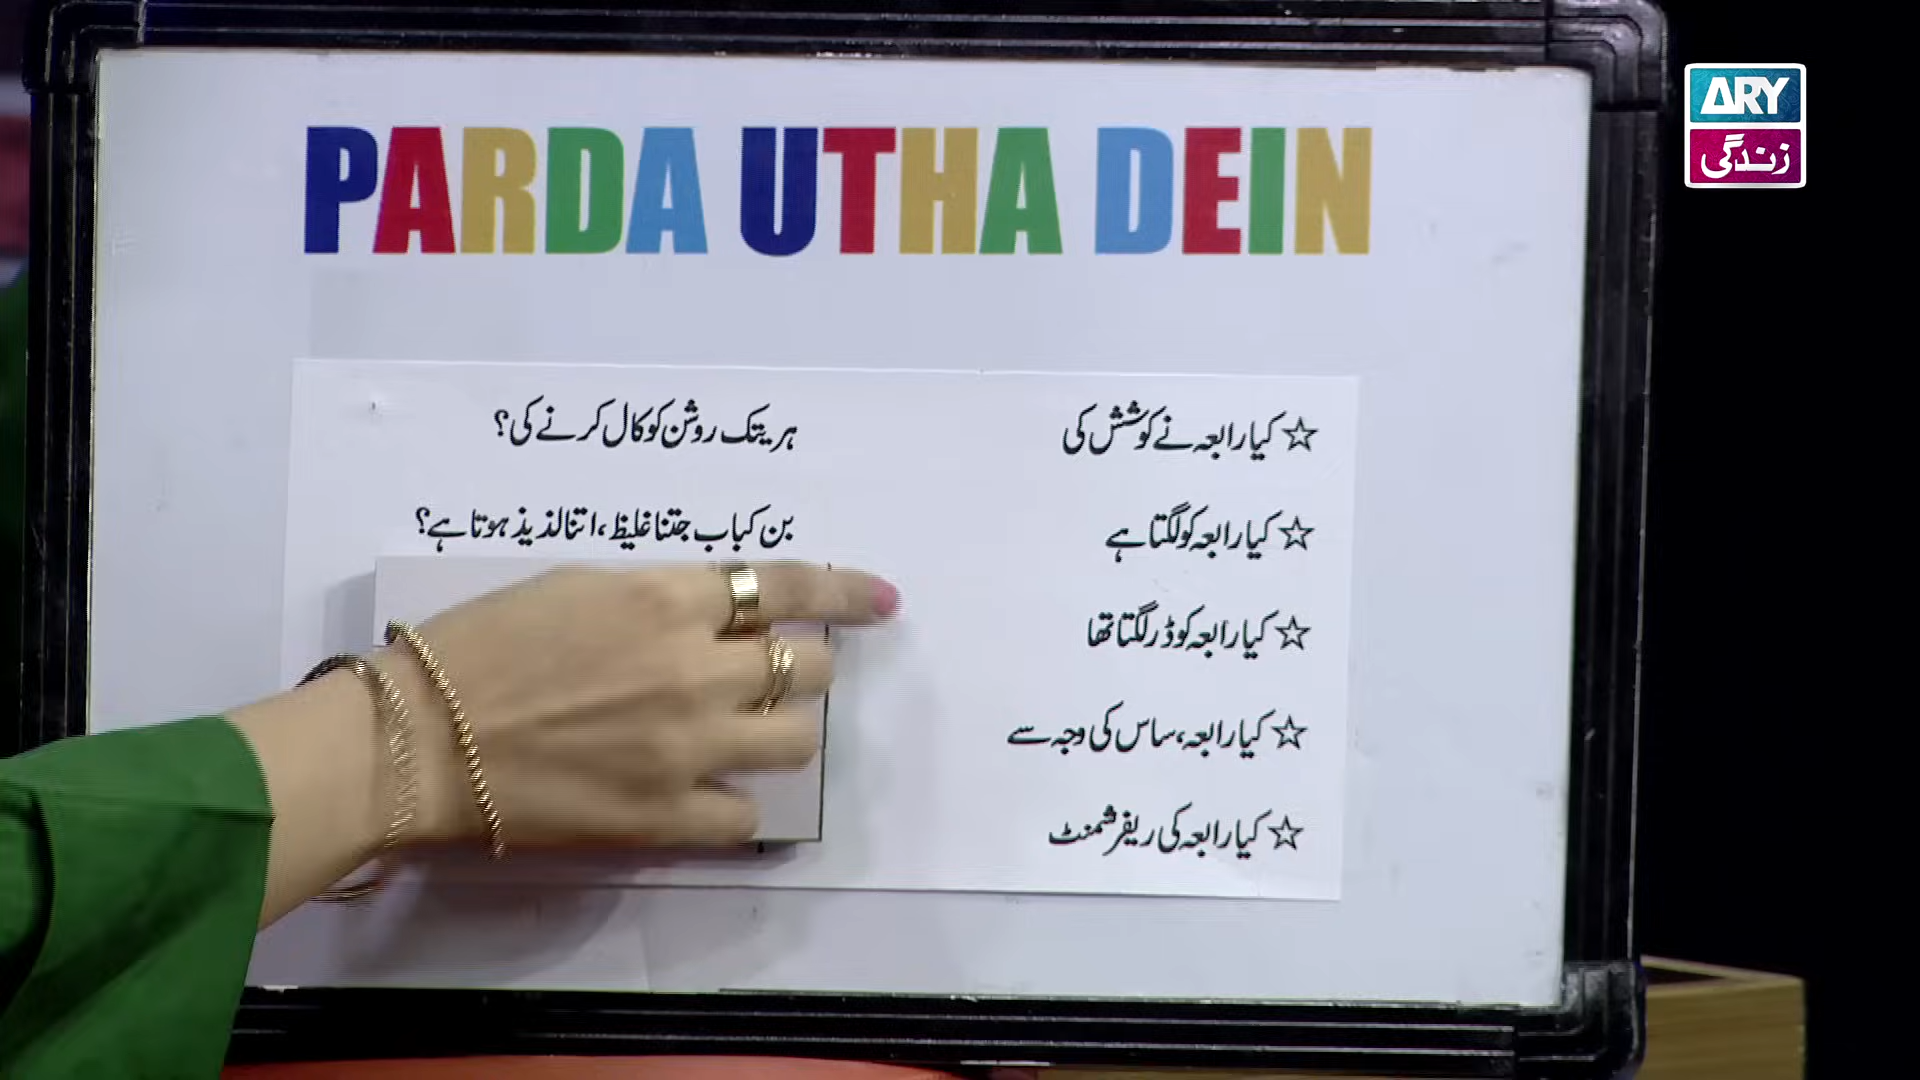 PARDA UTHA DEIN
ARY
زندگی
☆ کیا رابعہ نے کوشش کی ہریتک روشن کو کال کرنے کی؟
☆ کیا رابعہ کو لگتا ہے بن کباب جتنا غلیظ، اتنا لذیذ ہوتا ہے؟
☆ کیا رابعہ کو ڈر لگتا تھا
☆ کیا رابعہ، ساس کی وجہ سے
☆ کیا رابعہ کی ریفرشمنٹ